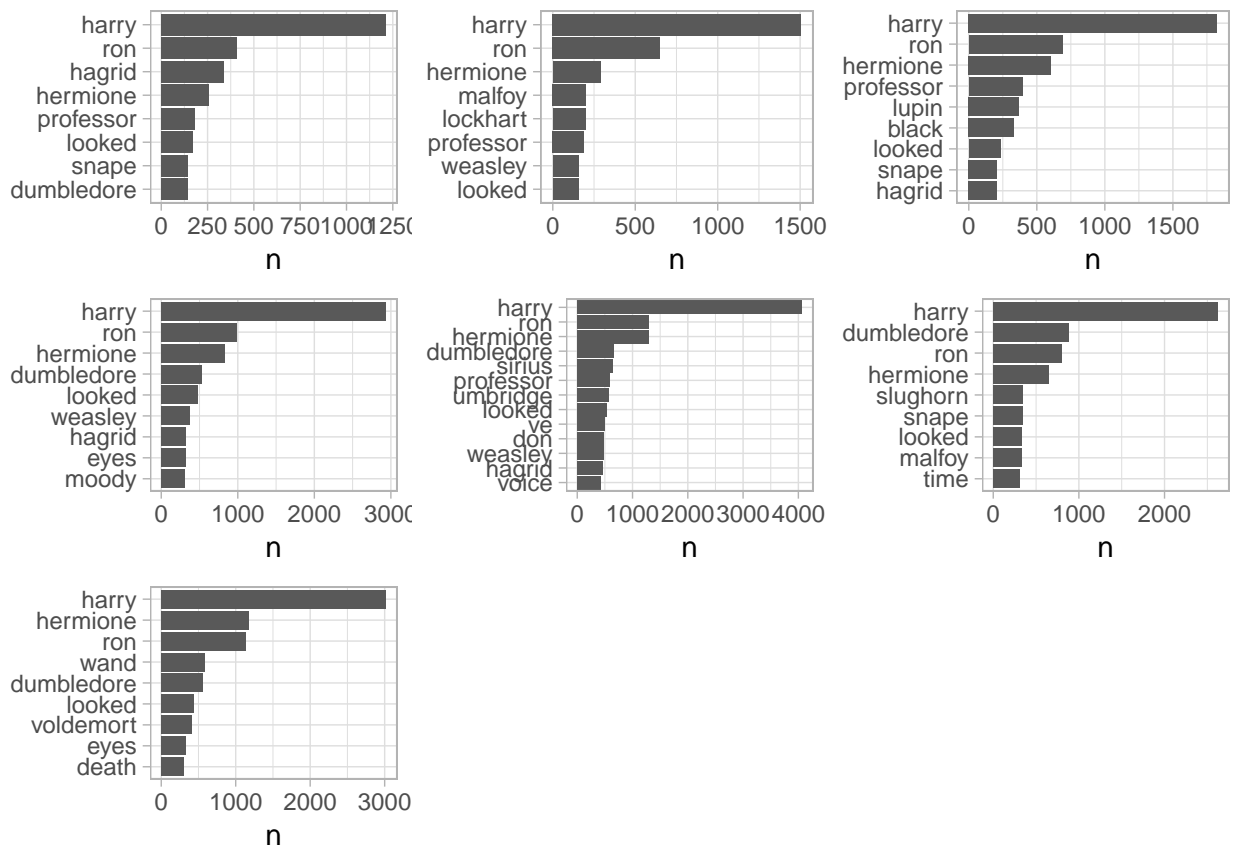 harry
ron
hagrid
hermione
professor
looked
snape
dumbledore
0 250 500 750 1000 1250
n
harry
ron
hermione
malfoy
lockhart
professor
weasley
looked
0 500 1000 1500
n
harry
ron
hermione
professor
lupin
black
looked
snape
hagrid
0 500 1000 1500
n
harry
ron
hermione
dumbledore
looked
weasley
hagrid
eyes
moody
0 1000 2000 3000
n
harry
ron
hermione
dumbledore
sirius
professor
umbridge
looked
ve
don
weasley
hagrid
voice
0 1000 2000 3000 4000
n
harry
dumbledore
ron
hermione
slughorn
snape
looked
malfoy
time
0 1000 2000
n
harry
hermione
ron
wand
dumbledore
looked
voldemort
eyes
death
0 1000 2000 3000
n